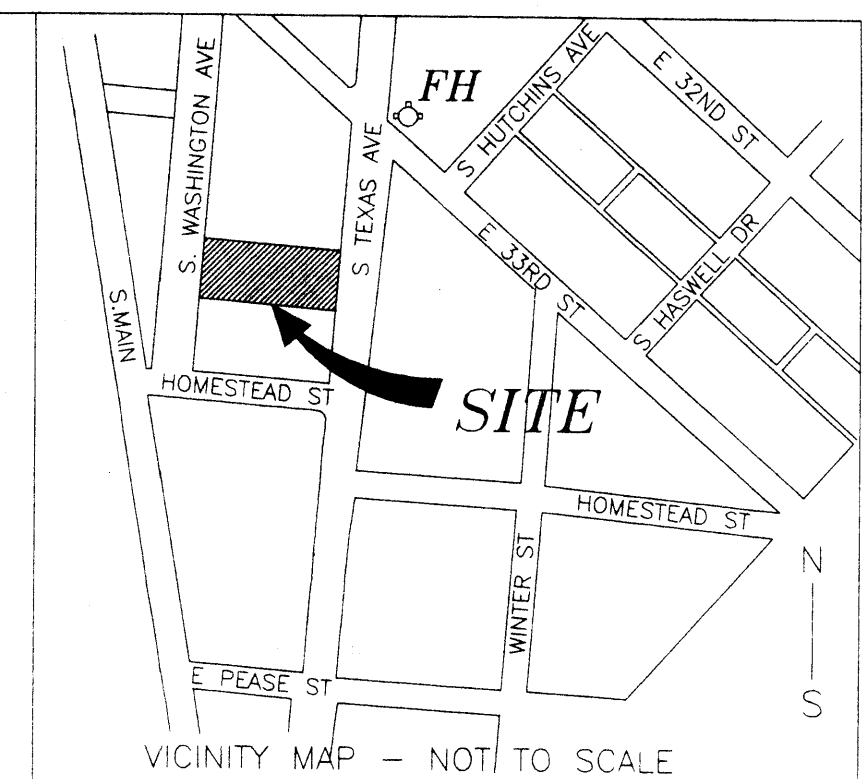 S. WASHINGTON AVE
FH
S HUTCHINS AVE
E 32ND ST
S TEXAS AVE
E 33RD ST
S HASWELL DR
S.MAIN
HOMESTEAD ST
SITE
HOMESTEAD ST
WINTER ST
N
S
E PEASE ST
VICINITY MAP - NOT TO SCALE